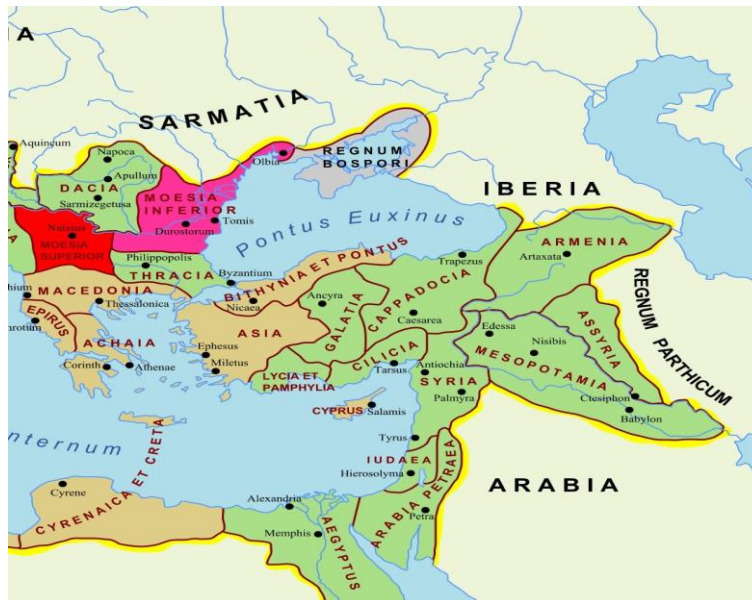 A
SARMATIA
Aquincum
Napoca
Apullum
DACIA
Sarmizegetusa
Olbia
REGNUM
BOSPORI
MOESIA
INFERIOR
Tomis
Durostorum
IBERIA
Pontus Euxinus
MOESIA
SUPERIOR
Philippopolis
THRACIA
Byzantium
BITHYNIA ET PONTUS
Trapezus
ARMENIA
Artaxata
REGNUM PARTHICUM
MACEDONIA
Thessalonica
Nicaea
Ancyra
GALATIA
CAPPADOCIA
Caesarea
EPIRUS
ASIA
Edessa
Nisibis
ASSYRIA
MESOPOTAMIA
Ctesiphon
Babylon
ACHAIA
Corinth
Athenae
Ephesus
Miletus
LYCIA ET
PAMPHYLIA
CILICIA
Tarsus
Antiochia
SYRIA
Palmyra
CYPRUS
Salamis
Tyrus
IUDAEA
Hierosolyma
ARABIA PETRAEA
Petra
ARABIA
nternum
Cyrene
CYRENAICA ET CRETA
Alexandria
Memphis
AEGYPTUS